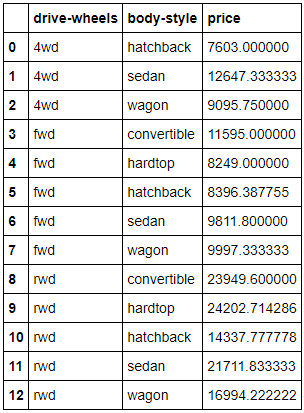 drive-wheels body-style price
0 4wd hatchback 7603.000000
1 4wd sedan 12647.333333
2 4wd wagon 9095.750000
3 fwd convertible 11595.000000
4 fwd hardtop 8249.000000
5 fwd hatchback 8396.387755
6 fwd sedan 9811.800000
7 fwd wagon 9997.333333
8 rwd convertible 23949.600000
9 rwd hardtop 24202.714286
10 rwd hatchback 14337.777778
11 rwd sedan 21711.833333
12 rwd wagon 16994.222222